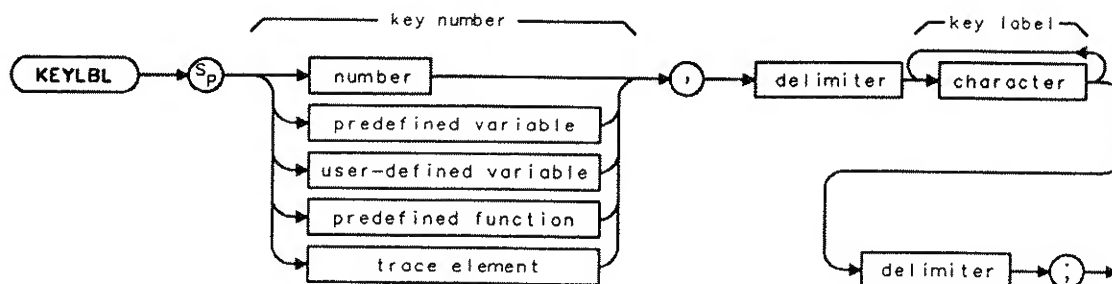 key number
key label
KEYLBL
Sp
number
,
delimiter
character
predefined variable
user-defined variable
predefined function
trace element
delimiter
;